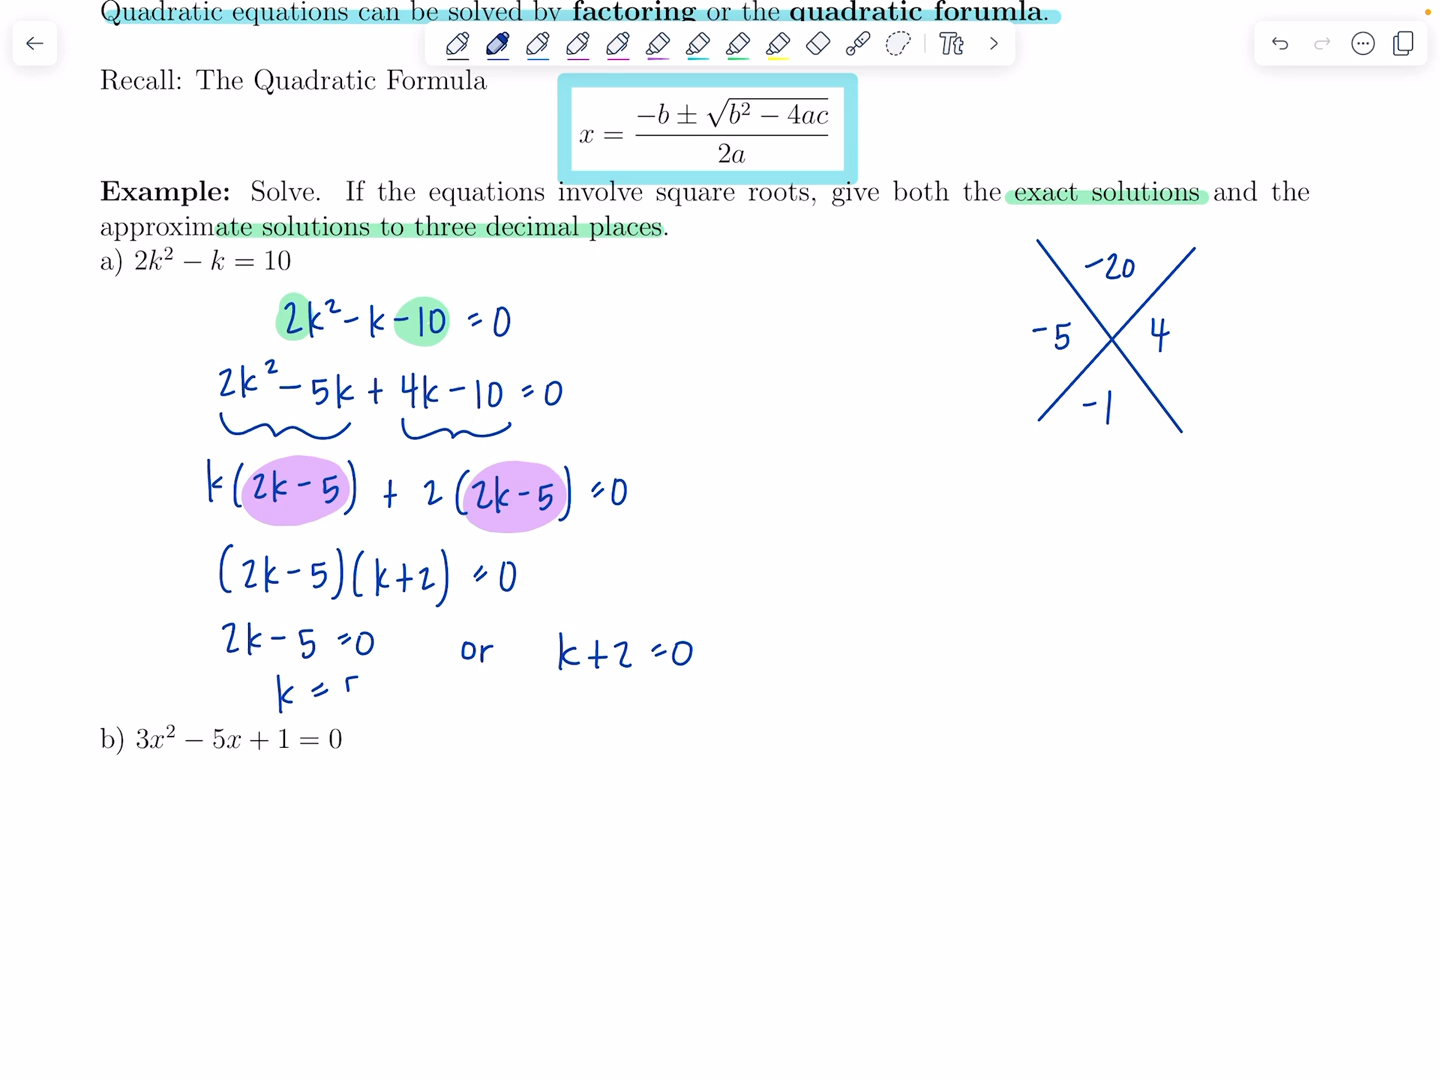 Quadratic equations can be solved by factoring or the quadratic forumla.
Tt
Recall: The Quadratic Formula
x = \frac{-b ± \sqrt{b² − 4ac}}{2a}
Example: Solve. If the equations involve square roots, give both the exact solutions and the
approximate solutions to three decimal places.
a) 2k² − k = 10
2k² − k − 10 = 0
2k² − 5k + 4k − 10 = 0
k(2k − 5) + 2(2k − 5) = 0
(2k − 5)(k + 2) = 0
2k − 5 = 0 or k + 2 = 0
k =
-20
-5 4
-1
b) 3x² − 5x + 1 = 0